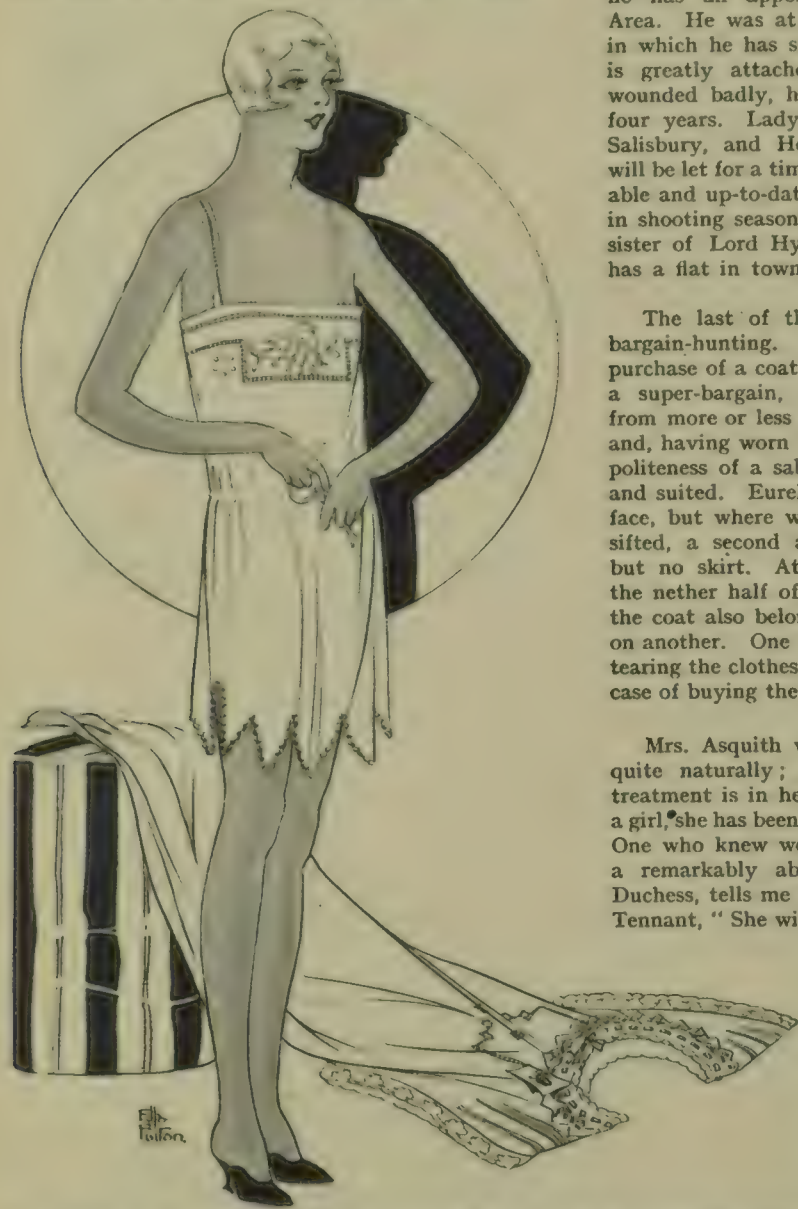 he has an appe
Area. He was at
in which he has s
is greatly attache
wounded badly, h
four years. Lady
Salisbury, and He
will be let for a tim
able and up-to-dat
in shooting season
sister of Lord Hy
has a flat in town
The last of th
bargain-hunting.
purchase of a coat
a super-bargain,
from more or less
and, having worn
politeness of a sal
and suited. Eurek
face, but where w
sifted, a second a
but no skirt. At
the nether half of
the coat also belon
on another. One
tearing the clothes
case of buying the
Mrs. Asquith w
quite naturally;
treatment is in he
a girl, she has been
One who knew we
a remarkably ab
Duchess, tells me
Tennant, " She wi